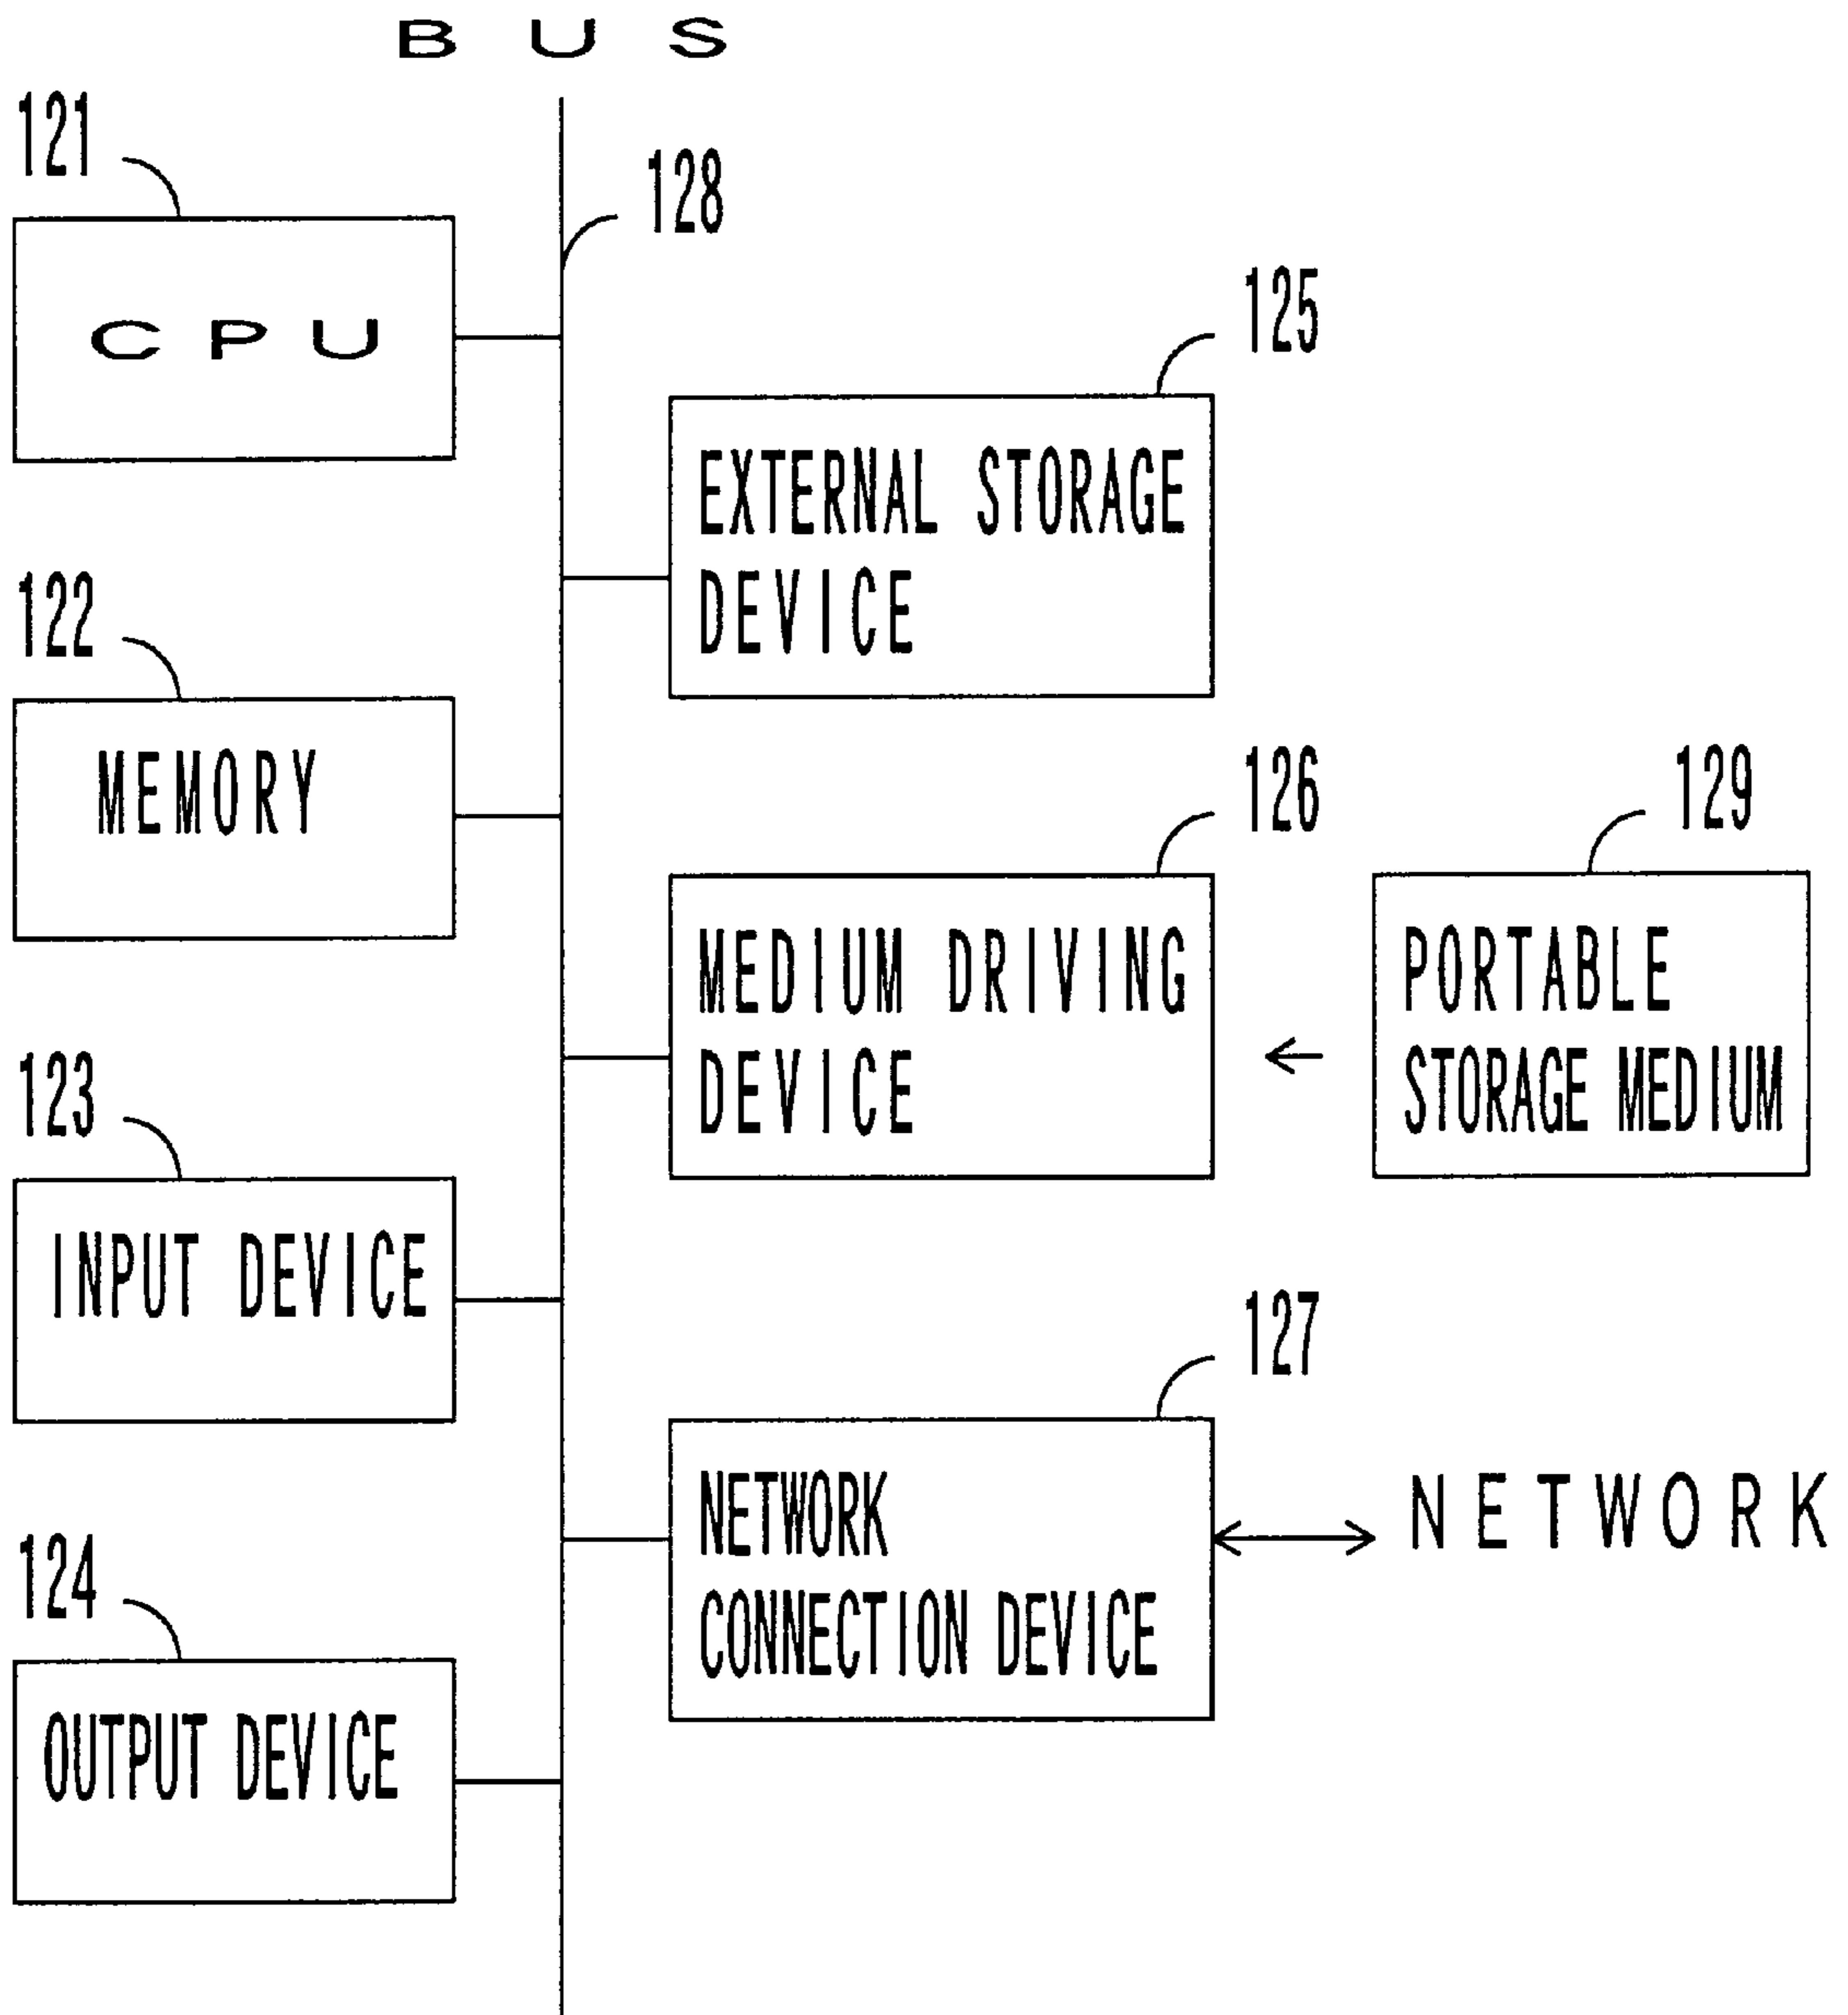 BUS
121
128
CPU
125
EXTERNAL STORAGE
DEVICE
122
MEMORY
126
129
MEDIUM DRIVING
DEVICE
PORTABLE
STORAGE MEDIUM
123
INPUT DEVICE
127
NETWORK
CONNECTION DEVICE
NETWORK
124
OUTPUT DEVICE